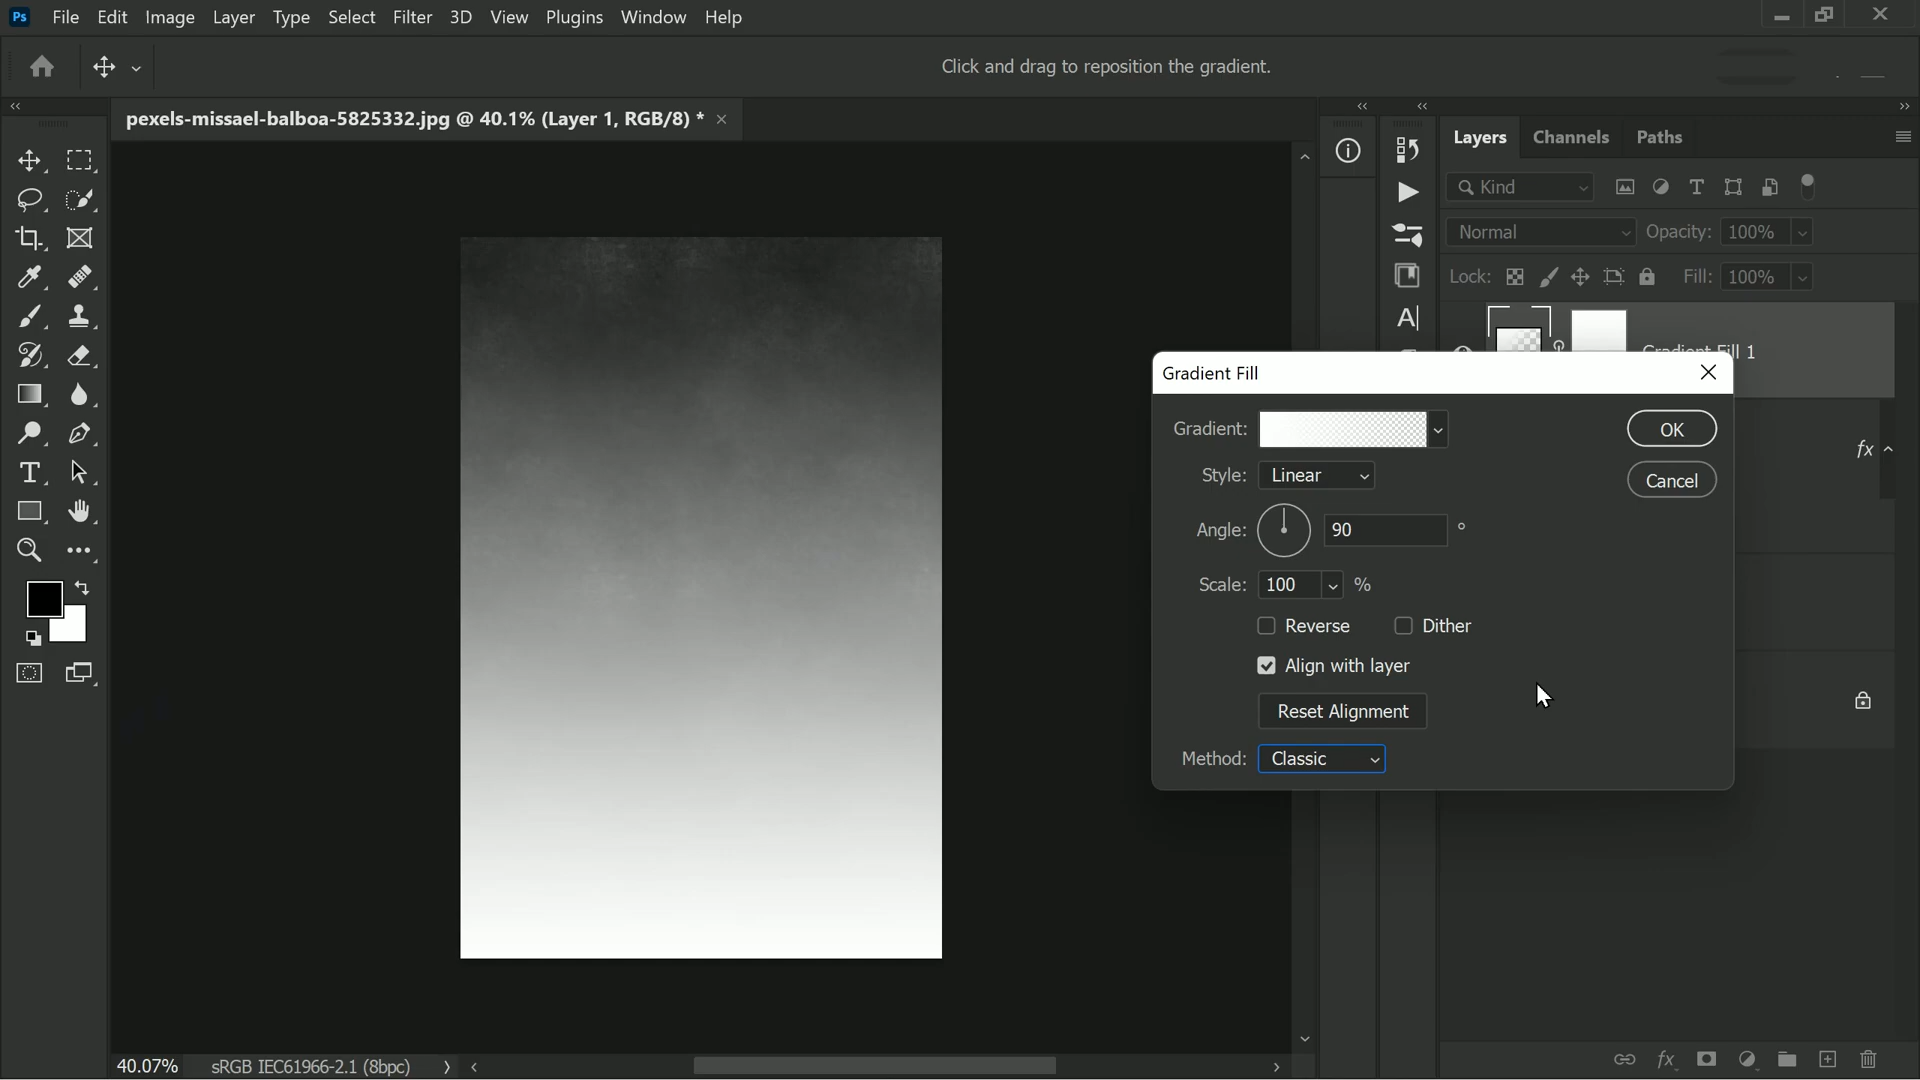 Ps File Edit Image Layer Type Select Filter 3D View Plugins Window Help
Click and drag to reposition the gradient.
pexels-missael-balboa-5825332.jpg @ 40.1% (Layer 1, RGB/8) *
Layers Channels Paths
Kind
Normal Opacity: 100%
Lock: Fill: 100%
Gradient Fill 1
Gradient Fill
Gradient: OK
fx
Style: Linear Cancel
Angle: 90 °
Scale: 100 %
Reverse Dither
Align with layer
Reset Alignment
Method: Classic
40.07% sRGB IEC61966-2.1 (8bpc)
fx